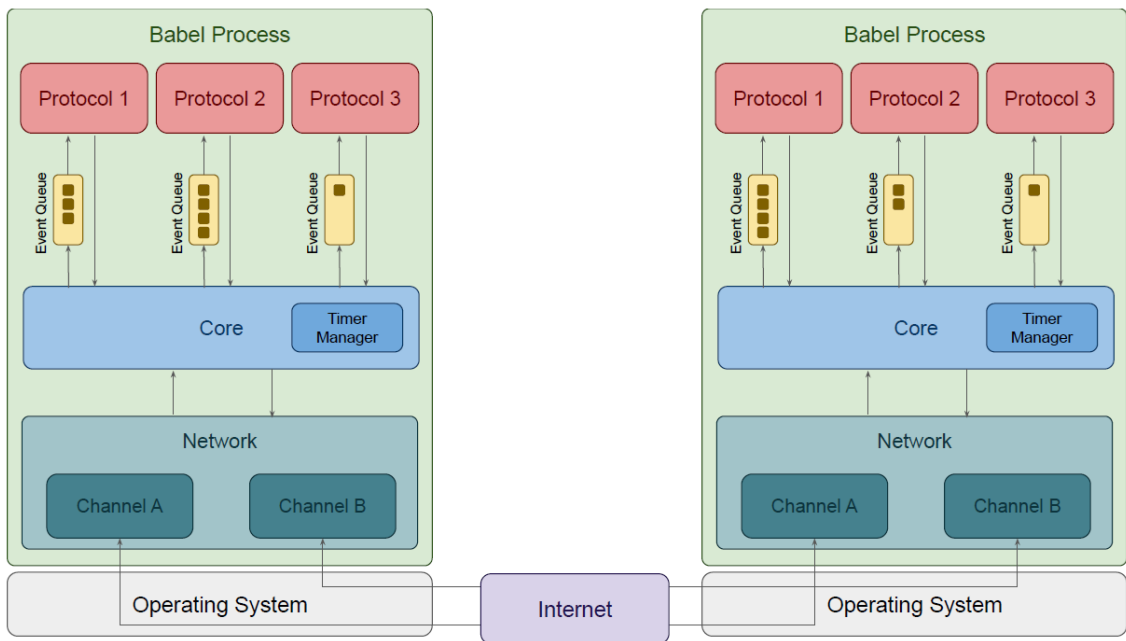 Babel Process
Protocol 1
Protocol 2
Protocol 3
Event Queue
Event Queue
Event Queue
Core
Timer
Manager
Network
Channel A
Channel B
Operating System
Babel Process
Protocol 1
Protocol 2
Protocol 3
Event Queue
Event Queue
Event Queue
Core
Timer
Manager
Network
Channel A
Channel B
Operating System
Internet